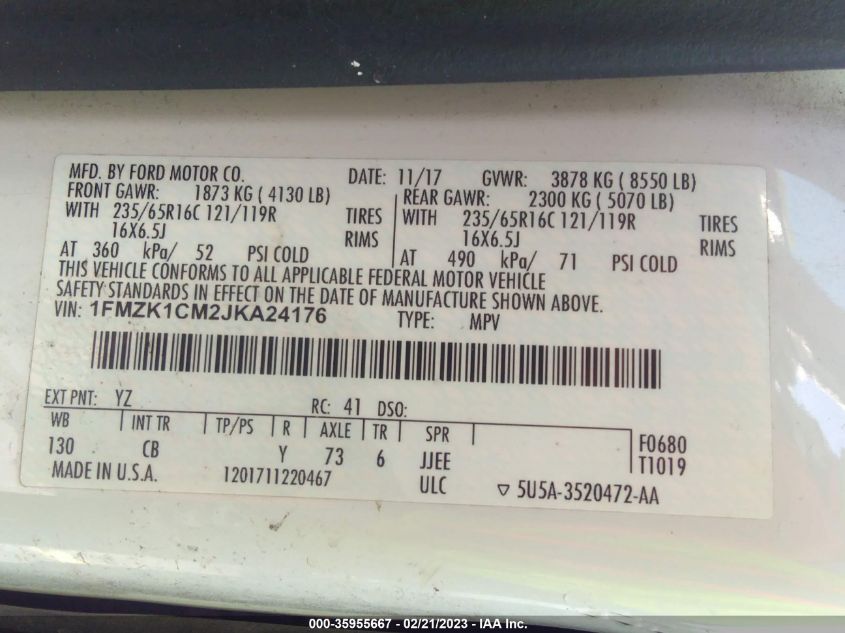 MFD. BY FORD MOTOR CO. DATE: 11/17 GVWR: 3878 KG ( 8550 LB)
FRONT GAWR: 1873 KG ( 4130 LB) REAR GAWR: 2300 KG ( 5070 LB)
WITH 235/65R16C 121/119R TIRES WITH 235/65R16C 121/119R TIRES
16X6.5J RIMS 16X6.5J RIMS
AT 360 kPa/ 52 PSI COLD AT 490 kPa/ 71 PSI COLD
THIS VEHICLE CONFORMS TO ALL APPLICABLE FEDERAL MOTOR VEHICLE
SAFETY STANDARDS IN EFFECT ON THE DATE OF MANUFACTURE SHOWN ABOVE.
VIN: 1FMZK1CM2JKA24176 TYPE: MPV
EXT PNT: YZ RC: 41 DSO:
WB INT TR TP/PS R AXLE TR SPR F0680
130 CB Y 73 6 JJEE T1019
MADE IN U.S.A. 1201711220467 ULC ▽ 5U5A-3520472-AA
000-35955667 - 02/21/2023 - IAA Inc.